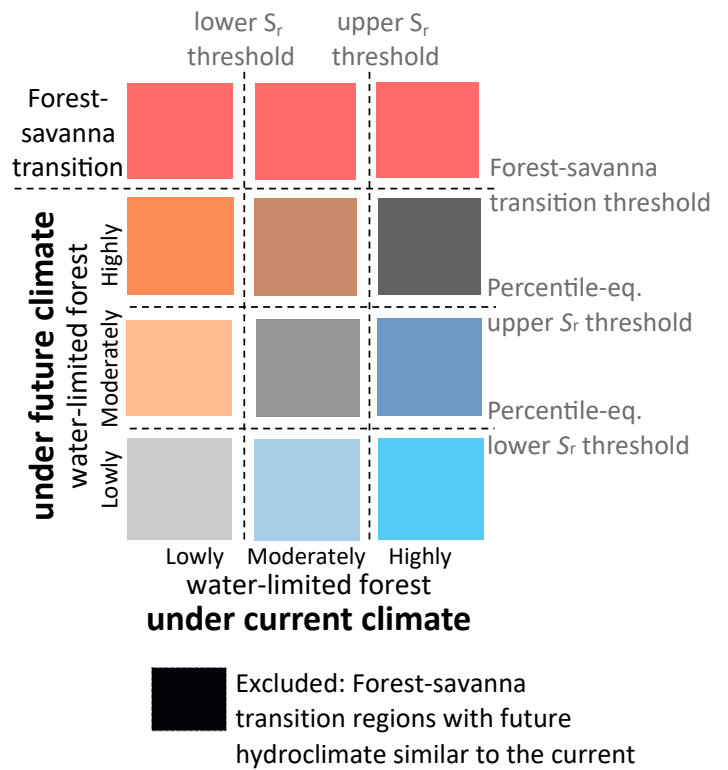 lower Sr
threshold
upper Sr
threshold
Forest-
savanna
transition
Forest-savanna
transition threshold
under future climate
water-limited forest
Highly
Moderately
Lowly
Percentile-eq.
upper Sr threshold
Percentile-eq.
lower Sr threshold
Lowly
Moderately
Highly
water-limited forest
under current climate
Excluded: Forest-savanna
transition regions with future
hydroclimate similar to the current